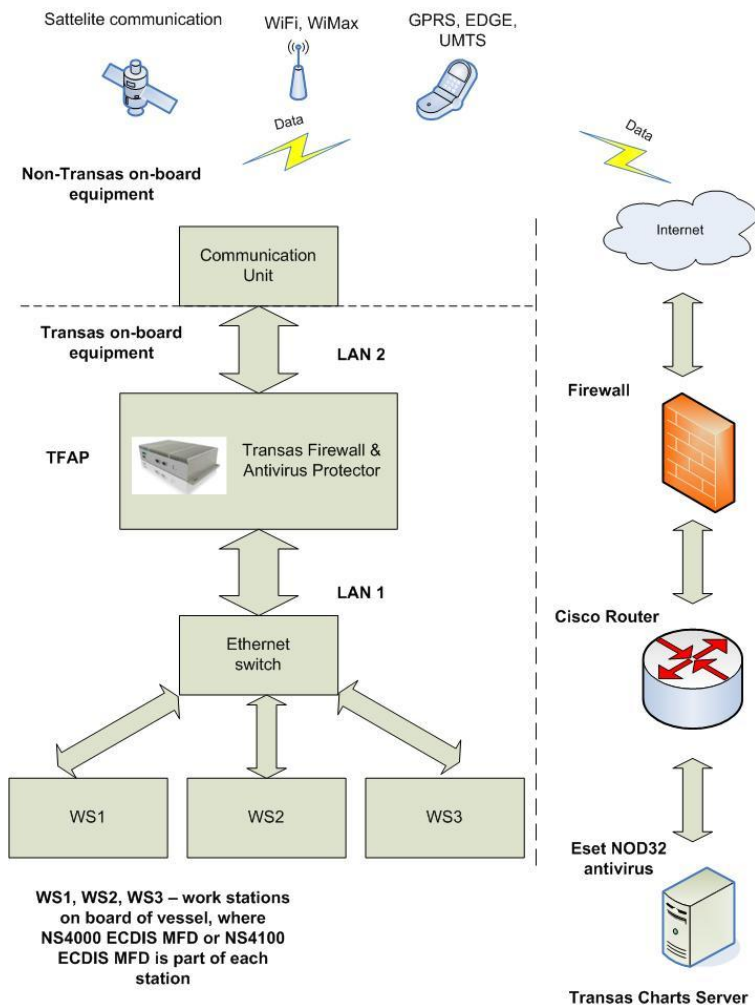 Sattelite communication
WiFi, WiMax
GPRS, EDGE,
UMTS
Data
Data
Non-Transas on-board
equipment
Internet
Communication
Unit
Transas on-board
equipment
LAN 2
Firewall
TFAP
Transas Firewall &
Antivirus Protector
LAN 1
Cisco Router
Ethernet
switch
WS1
WS2
WS3
Eset NOD32
antivirus
WS1, WS2, WS3 – work stations
on board of vessel, where
NS4000 ECDIS MFD or NS4100
ECDIS MFD is part of each
station
Transas Charts Server